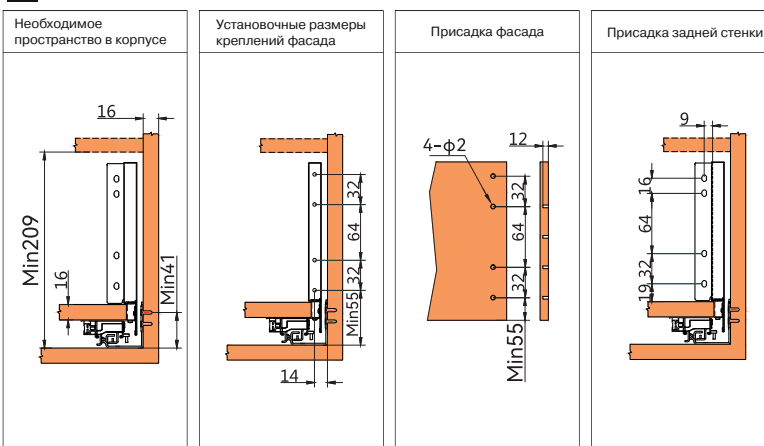 Необходимое
пространство в корпусе
16
Min209
16
Min41
Установочные размеры
креплений фасада
32
64
32
Min55
14
Присадка фасада
4-ф2
12
32
64
32
Min55
Присадка задней стенки
9
16
64
32
19